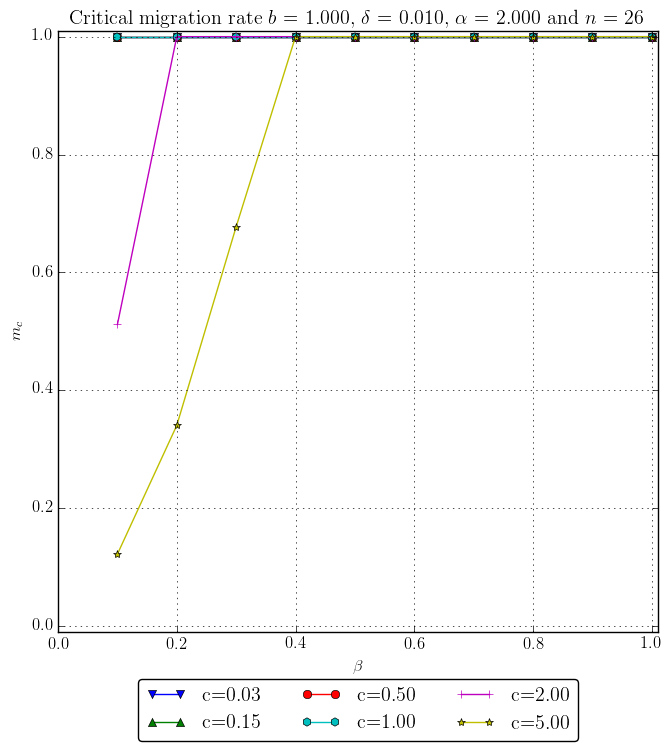 Critical migration rate b = 1.000, δ = 0.010, α = 2.000 and n = 26
1.0
0.8
0.6
0.4
0.2
0.0
m_c
0.0 0.2 0.4 0.6 0.8 1.0
β
c=0.03 c=0.50 c=2.00
c=0.15 c=1.00 c=5.00